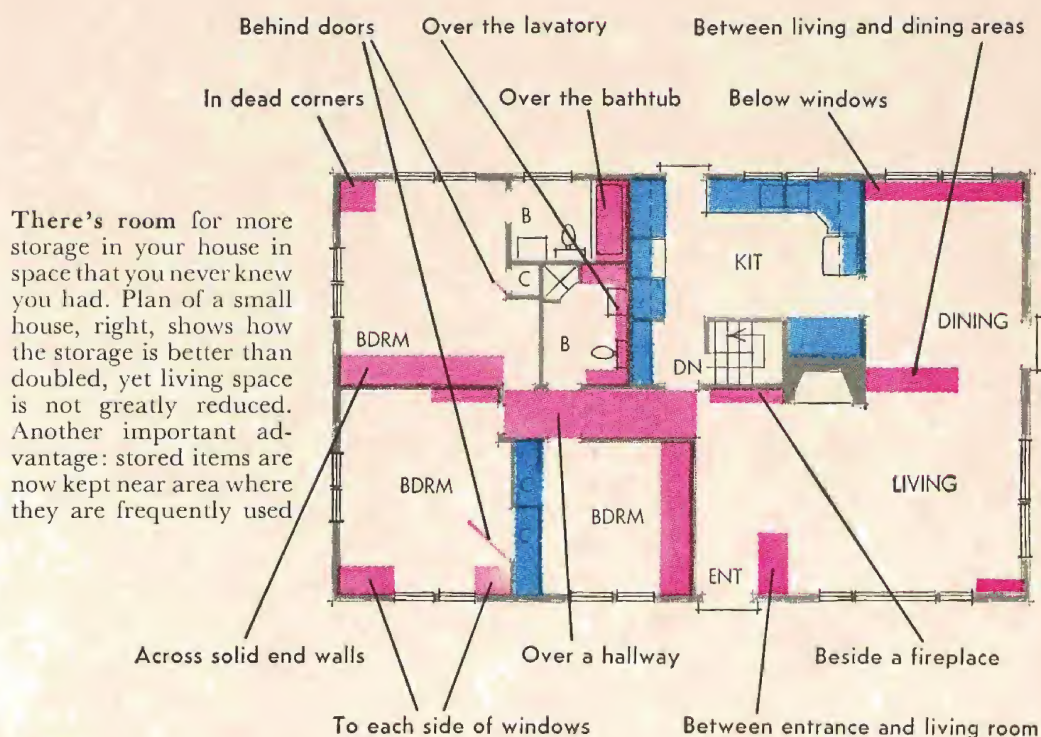 Behind doors
Over the lavatory
Between living and dining areas
In dead corners
Over the bathtub
Below windows
There's room for more
storage in your house in
space that you never knew
you had. Plan of a small
house, right, shows how
the storage is better than
doubled, yet living space
is not greatly reduced.
Another important ad-
vantage: stored items are
now kept near area where
they are frequently used
B
C
KIT
DINING
BDRM
B
DN
BDRM
C
C
BDRM
LIVING
ENT
Across solid end walls
Over a hallway
Beside a fireplace
To each side of windows
Between entrance and living room